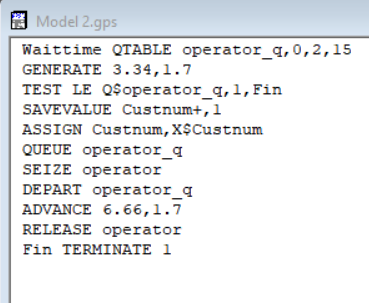 Model 2.gps
Waittime QTABLE operator_q,0,2,15
GENERATE 3.34,1.7
TEST LE Q$operator_q,1,Fin
SAVEVALUE Custnum+,1
ASSIGN Custnum,X$Custnum
QUEUE operator_q
SEIZE operator
DEPART operator_q
ADVANCE 6.66,1.7
RELEASE operator
Fin TERMINATE 1